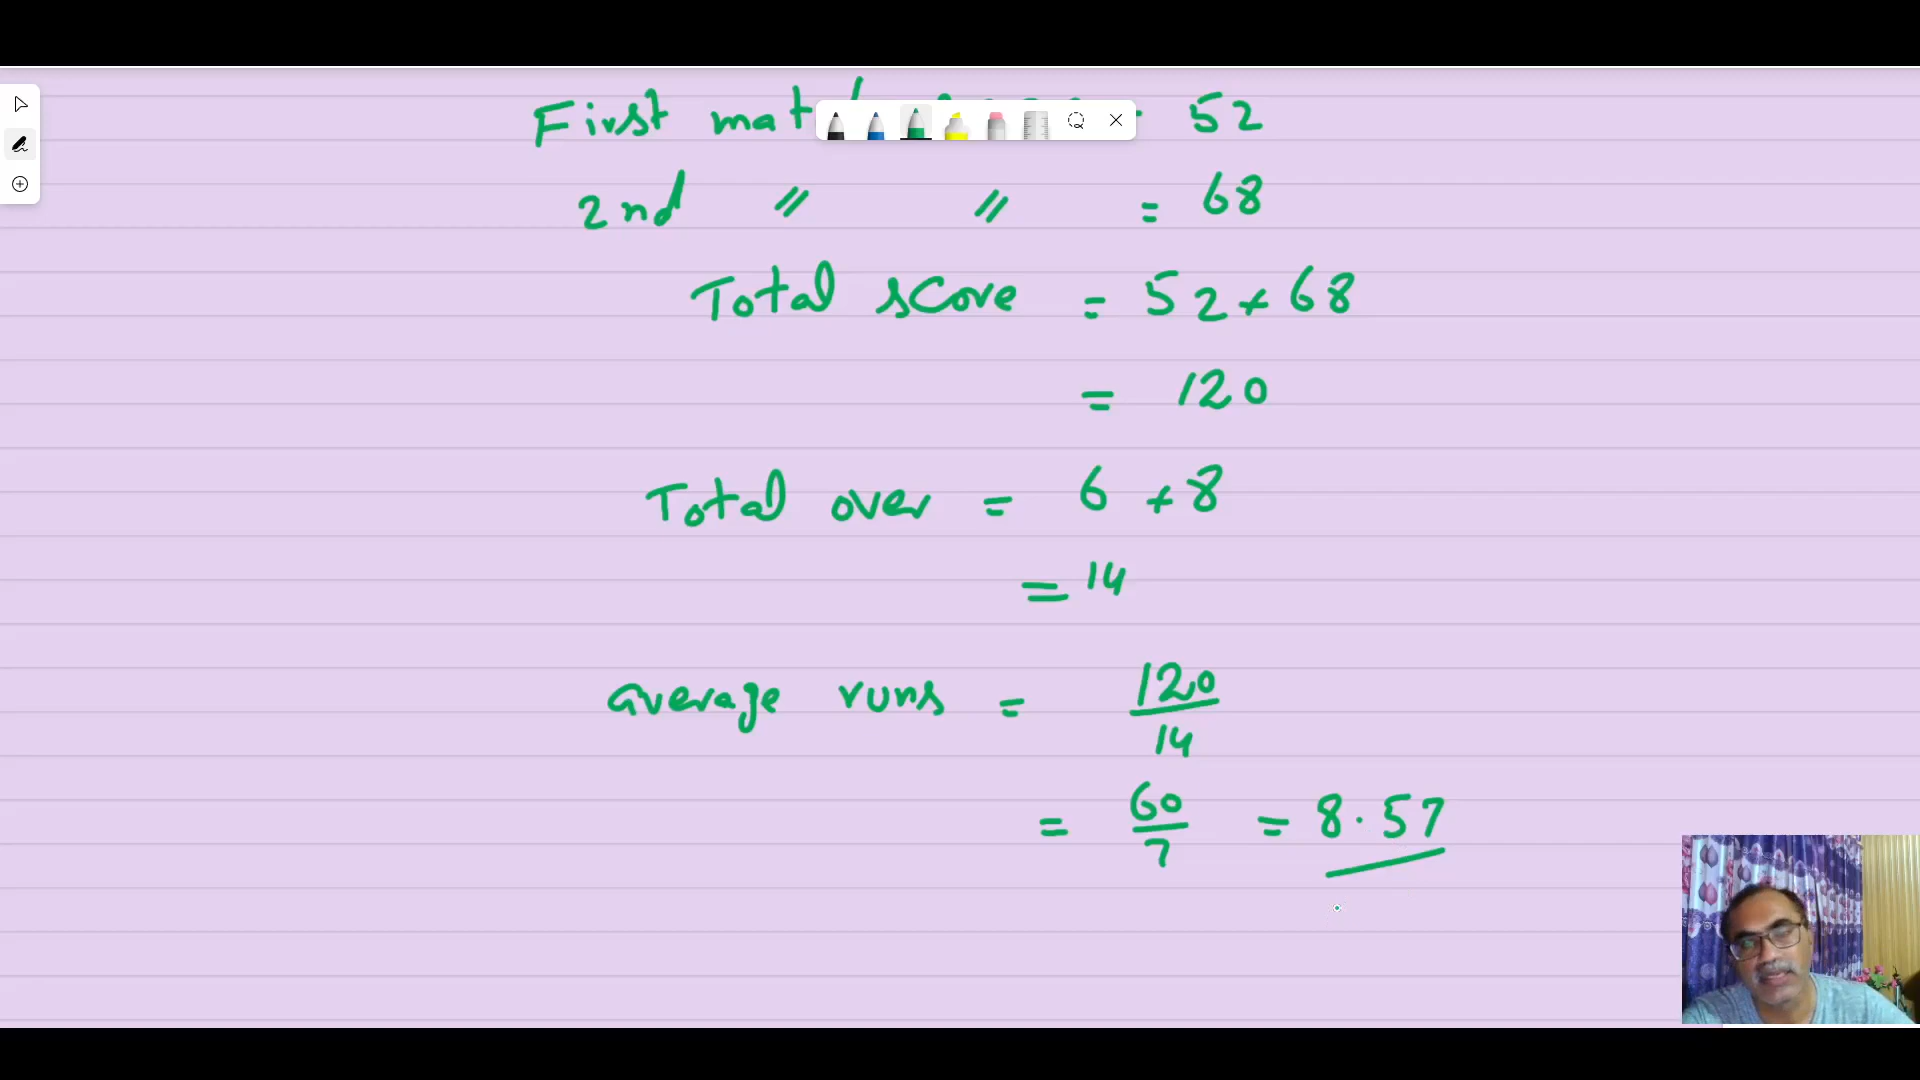 First = 52
2nd 〃 〃 = 68
Total score = 52 + 68
= 120
Total over = 6 + 8
= 14
average runs = 120/14
= 60/7 = 8.57